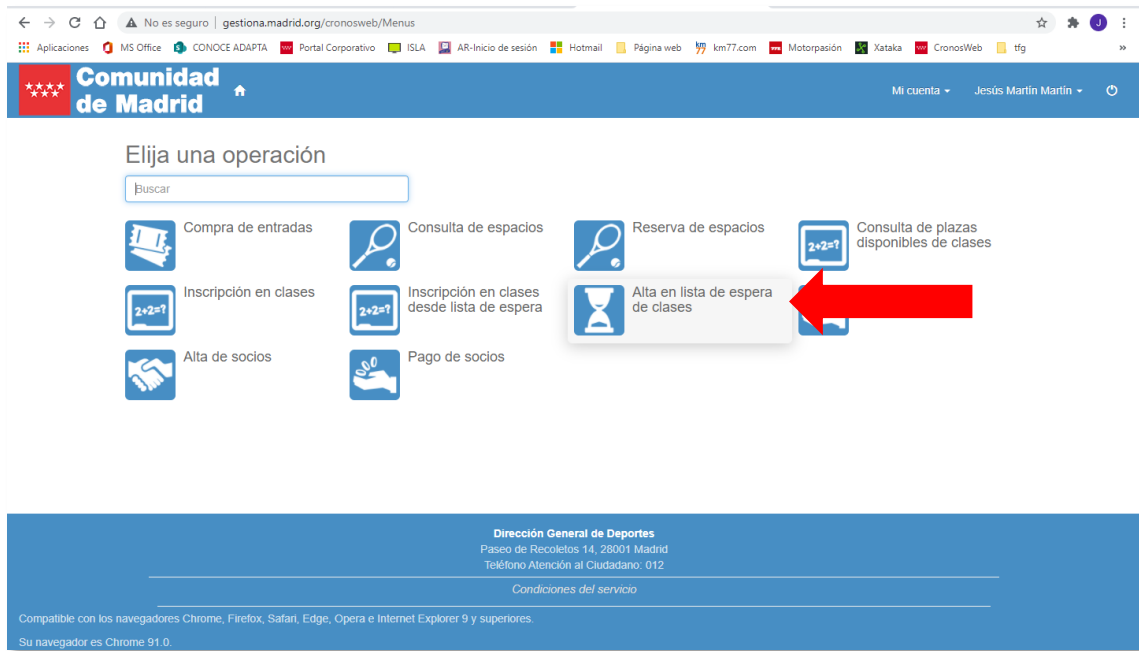 No es seguro | gestiona.madrid.org/cronosweb/Menus
J
Aplicaciones MS Office CONOCE ADAPTA Portal Corporativo ISLA AR-Inicio de sesión Hotmail Página web km77.com Motorpasión Xataka CronosWeb tfg »
Comunidad
de Madrid
Mi cuenta Jesús Martín Martín
Elija una operación
Buscar
Compra de entradas
Consulta de espacios
Reserva de espacios
2+2=?
Consulta de plazas
disponibles de clases
2+2=?
Inscripción en clases
2+2=?
Inscripción en clases
desde lista de espera
Alta en lista de espera
de clases
Alta de socios
Pago de socios
Dirección General de Deportes
Paseo de Recoletos 14, 28001 Madrid
Teléfono Atención al Ciudadano: 012
Condiciones del servicio
Compatible con los navegadores Chrome, Firefox, Safari, Edge, Opera e Internet Explorer 9 y superiores.
Su navegador es Chrome 91.0.